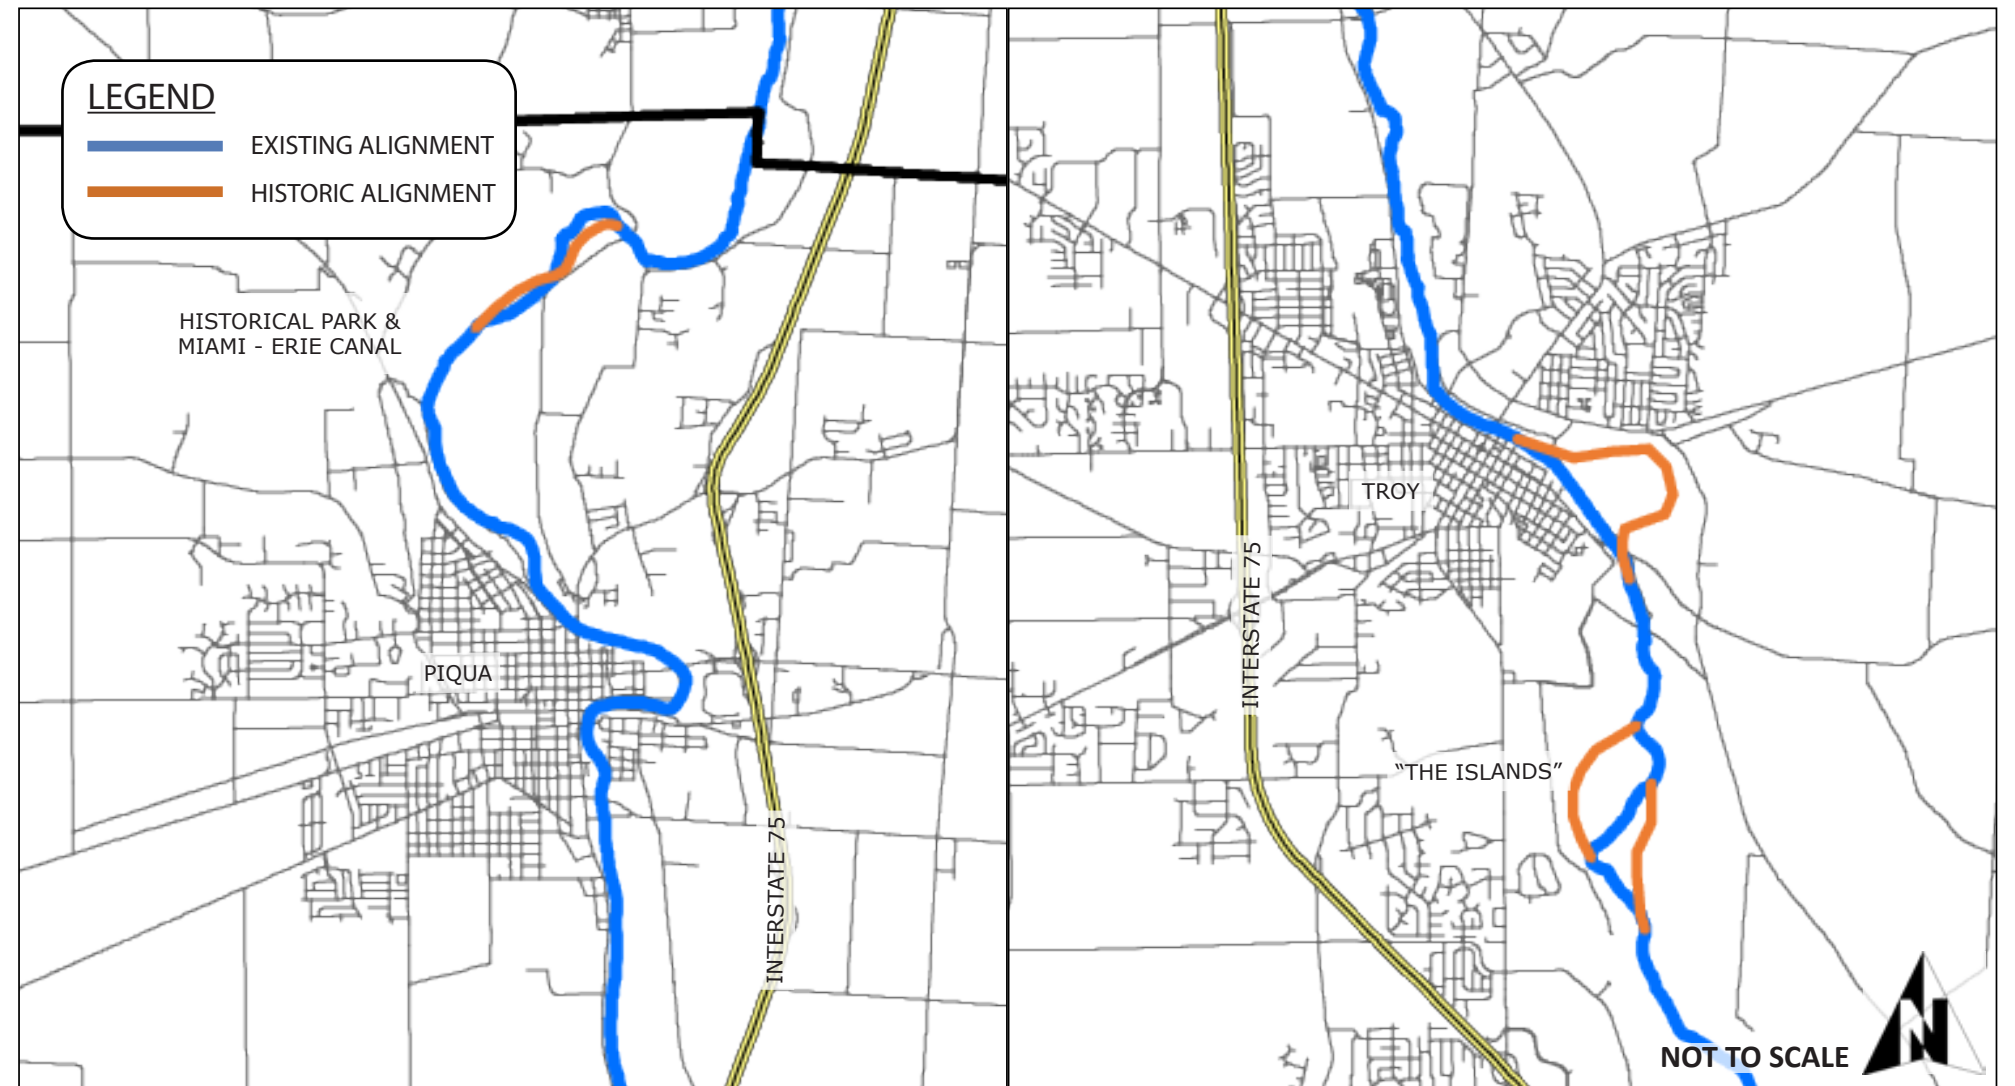 LEGEND
EXISTING ALIGNMENT
HISTORIC ALIGNMENT
HISTORICAL PARK &
MIAMI - ERIE CANAL
PIQUA
INTERSTATE 75
TROY
INTERSTATE 75
"THE ISLANDS"
NOT TO SCALE
N